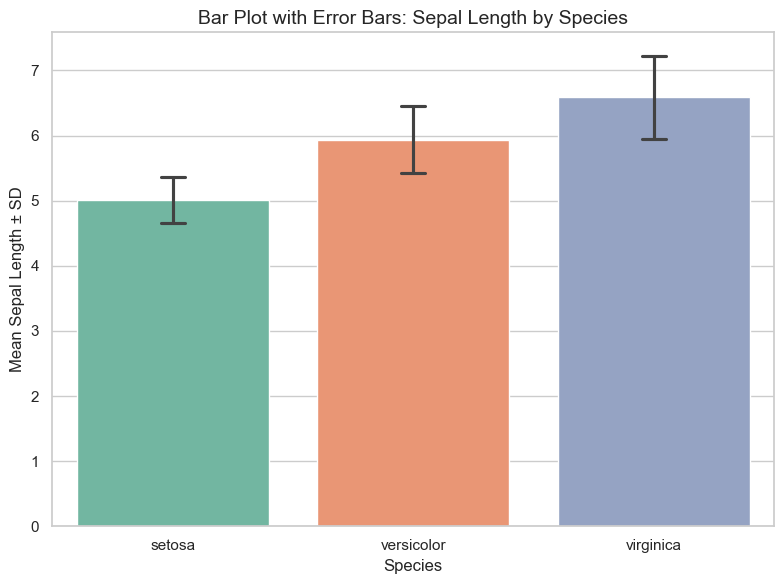 Bar Plot with Error Bars: Sepal Length by Species
Mean Sepal Length ± SD
7
6
5
4
3
2
1
0
setosa
versicolor
virginica
Species